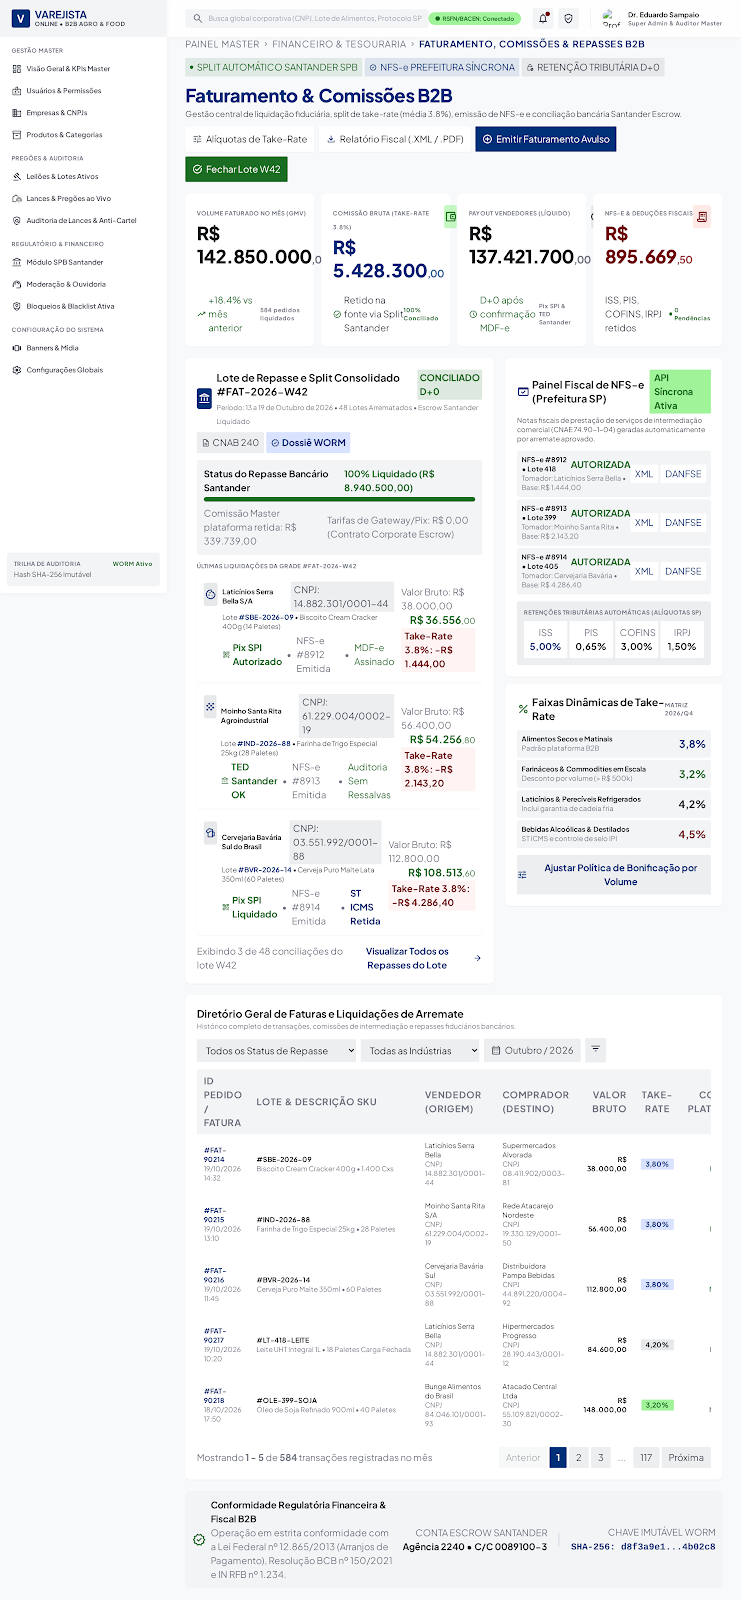 V VAREJISTA
ONLINE • B2B AGRO & FOOD
Busca global corporativa (CNPJ, Lote de Alimentos, Protocolo SP
RSFN/BACEN: Conectado
Dr. Eduardo Sampaio
Super Admin & Auditor Master
GESTÃO MASTER
Visão Geral & KPIs Master
Usuários & Permissões
Empresas & CNPJs
Produtos & Categorias
PREGÕES & AUDITORIA
Leilões & Lotes Ativos
Lances & Pregões ao Vivo
Auditoria de Lances & Anti-Cartel
REGULATÓRIO & FINANCEIRO
Módulo SPB Santander
Moderação & Ouvidoria
Bloqueios & Blacklist Ativa
CONFIGURAÇÃO DO SISTEMA
Banners & Mídia
Configurações Globais
TRILHA DE AUDITORIA WORM Ativo
Hash SHA-256 Imutável
PAINEL MASTER › FINANCEIRO & TESOURARIA › FATURAMENTO, COMISSÕES & REPASSES B2B
• SPLIT AUTOMÁTICO SANTANDER SPB
NFS-e PREFEITURA SÍNCRONA
RETENÇÃO TRIBUTÁRIA D+0
Faturamento & Comissões B2B
Gestão central de liquidação fiduciária, split de take-rate (média 3.8%), emissão de NFS-e e conciliação bancária Santander Escrow.
Alíquotas de Take-Rate
Relatório Fiscal (.XML / .PDF)
Emitir Faturamento Avulso
Fechar Lote W42
VOLUME FATURADO NO MÊS (GMV)
R$
142.850.000,0
+18.4% vs
mês
anterior
584 pedidos
liquidados
COMISSÃO BRUTA (TAKE-RATE
3.8%)
R$
5.428.300,00
Retido na
fonte via Split
Santander
100%
Conciliado
PAYOUT VENDEDORES (LÍQUIDO)
R$
137.421.700,00
D+0 após
confirmação
MDF-e
Pix SPI &
TED
Santander
NFS-E & DEDUÇÕES FISCAIS
R$
895.669,50
ISS, PIS,
COFINS, IRPJ
retidos
• 0
Pendências
Lote de Repasse e Split Consolidado
#FAT-2026-W42
CONCILIADO
D+0
Período: 13 a 19 de Outubro de 2026 • 48 Lotes Arrematados • Escrow Santander
Liquidado
CNAB 240
Dossiê WORM
Status do Repasse Bancário
Santander
100% Liquidado (R$
8.940.500,00)
Comissão Master
plataforma retida: R$
339.739,00
Tarifas de Gateway/Pix: R$ 0,00
(Contrato Corporate Escrow)
ÚLTIMAS LIQUIDAÇÕES DA GRADE #FAT-2026-W42
Laticínios Serra
Bella S/A
CNPJ:
14.882.301/0001-44
Lote #SBE-2026-09 • Biscoito Cream Cracker
400g (14 Paletes)
Pix SPI
Autorizado
• NFS-e
#8912
Emitida
• MDF-e
Assinado
Valor Bruto: R$
38.000,00
R$ 36.556,00
Take-Rate
3.8%: -R$
1.444,00
Moinho Santa Rita
Agroindustrial
CNPJ:
61.229.004/0002-
19
Lote #IND-2026-88 • Farinha de Trigo Especial
25kg (28 Paletes)
TED
Santander
OK
• NFS-e
#8913
Emitida
• Auditoria
Sem
Ressalvas
Valor Bruto: R$
56.400,00
R$ 54.256,80
Take-Rate
3.8%: -R$
2.143,20
Cervejaria Bavária
Sul do Brasil
CNPJ:
03.551.992/0001-
88
Lote #BVR-2026-14 • Cerveja Puro Malte Lata
350ml (60 Paletes)
Pix SPI
Liquidado
• NFS-e
#8914
Emitida
• ST
ICMS
Retida
Valor Bruto: R$
112.800,00
R$ 108.513,60
Take-Rate 3.8%:
-R$ 4.286,40
Exibindo 3 de 48 conciliações do
lote W42
Visualizar Todos os
Repasses do Lote
Painel Fiscal de NFS-e
(Prefeitura SP)
API
Síncrona
Ativa
Notas fiscais de prestação de serviços de intermediação
comercial (CNAE 74.90-1-04) geradas automaticamente
por arremate aprovado.
NFS-e #8912
• Lote 418
AUTORIZADA
Tomador: Laticínios Serra Bella •
Base: R$ 1.444,00
XML DANFSE
NFS-e #8913
• Lote 399
AUTORIZADA
Tomador: Moinho Santa Rita •
Base: R$ 2.143,20
XML DANFSE
NFS-e #8914
• Lote 405
AUTORIZADA
Tomador: Cervejaria Bavária •
Base: R$ 4.286,40
XML DANFSE
RETENÇÕES TRIBUTÁRIAS AUTOMÁTICAS (ALÍQUOTAS SP)
ISS PIS COFINS IRPJ
5,00% 0,65% 3,00% 1,50%
Faixas Dinâmicas de Take-
Rate
MATRIZ
2026/Q4
Alimentos Secos e Matinais
Padrão plataforma B2B
3,8%
Farináceos & Commodities em Escala
Desconto por volume (> R$ 500k)
3,2%
Laticínios & Perecíveis Refrigerados
Inclui garantia de cadeia fria
4,2%
Bebidas Alcoólicas & Destilados
ST ICMS e controle de selo IPI
4,5%
Ajustar Política de Bonificação por
Volume
Diretório Geral de Faturas e Liquidações de Arremate
Histórico completo de transações, comissões de intermediação e repasses fiduciários bancários.
Todos os Status de Repasse
Todas as Indústrias
Outubro / 2026
ID
PEDIDO
/
FATURA
LOTE & DESCRIÇÃO SKU
VENDEDOR
(ORIGEM)
COMPRADOR
(DESTINO)
VALOR
BRUTO
TAKE-
RATE
CO
PLAT
#FAT-
90214
19/10/2026
14:32
#SBE-2026-09
Biscoito Cream Cracker 400g • 1.400 Cxs
Laticínios Serra
Bella
CNPJ
14.882.301/0001-
44
Supermercados
Alvorada
CNPJ
08.411.902/0003-
81
R$
38.000,00
3,80%
#FAT-
90215
19/10/2026
13:10
#IND-2026-88
Farinha de Trigo Especial 25kg • 28 Paletes
Moinho Santa Rita
S/A
CNPJ
61.229.004/0002-
19
Rede Atacarejo
Nordeste
CNPJ
19.330.129/0001-
50
R$
56.400,00
3,80%
#FAT-
90216
19/10/2026
11:45
#BVR-2026-14
Cerveja Puro Malte 350ml • 60 Paletes
Cervejaria Bavária
Sul
CNPJ
03.551.992/0001-
88
Distribuidora
Pampa Bebidas
CNPJ
44.891.220/0004-
92
R$
112.800,00
3,80%
#FAT-
90217
19/10/2026
10:20
#LT-418-LEITE
Leite UHT Integral 1L • 18 Paletes Carga Fechada
Laticínios Serra
Bella
CNPJ
14.882.301/0001-
44
Hipermercados
Progresso
CNPJ
28.190.443/0001-
12
R$
84.600,00
4,20%
#FAT-
90218
18/10/2026
17:50
#OLE-399-SOJA
Óleo de Soja Refinado 900ml • 40 Paletes
Bunge Alimentos
do Brasil
CNPJ
84.046.101/0001-
93
Atacado Central
Ltda
CNPJ
55.109.821/0002-
30
R$
148.000,00
3,20%
Mostrando 1 - 5 de 584 transações registradas no mês
Anterior 1 2 3 ... 117 Próxima
Conformidade Regulatória Financeira &
Fiscal B2B
Operação em estrita conformidade com
a Lei Federal nº 12.865/2013 (Arranjos de
Pagamento), Resolução BCB nº 150/2021
e IN RFB nº 1.234.
CONTA ESCROW SANTANDER
Agência 2240 • C/C 0089100-3
CHAVE IMUTÁVEL WORM
SHA-256: d8f3a9e1...4b02c8